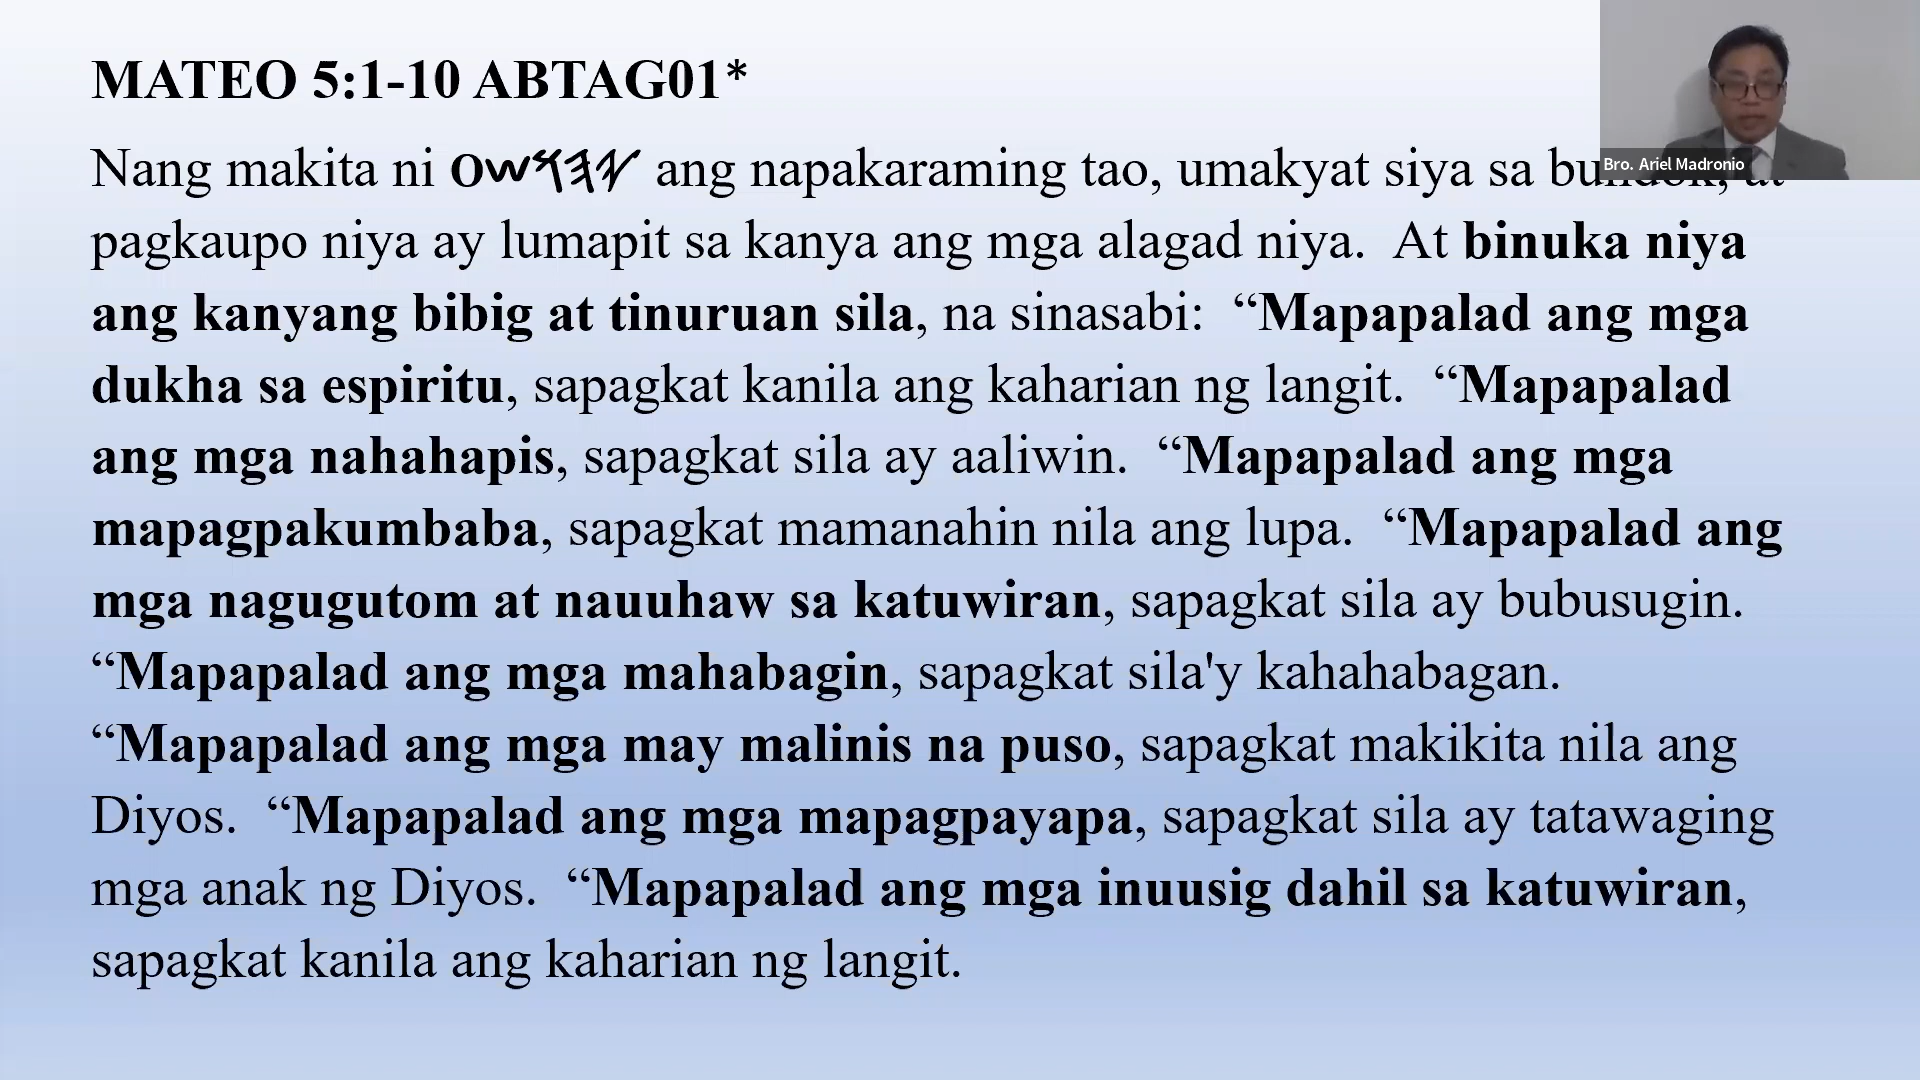 MATEO 5:1-10 ABTAG01*
Bro. Ariel Madronio
Nang makita ni 𐤉𐤄𐤅𐤔𐤏 ang napakaraming tao, umakyat siya sa bundok, at
pagkaupo niya ay lumapit sa kanya ang mga alagad niya. At binuka niya
ang kanyang bibig at tinuruan sila, na sinasabi: “Mapapalad ang mga
dukha sa espiritu, sapagkat kanila ang kaharian ng langit. “Mapapalad
ang mga nahahapis, sapagkat sila ay aaliwin. “Mapapalad ang mga
mapagpakumbaba, sapagkat mamanahin nila ang lupa. “Mapapalad ang
mga nagugutom at nauuhaw sa katuwiran, sapagkat sila ay bubusugin.
“Mapapalad ang mga mahabagin, sapagkat sila'y kahahabagan.
“Mapapalad ang mga may malinis na puso, sapagkat makikita nila ang
Diyos. “Mapapalad ang mga mapagpayapa, sapagkat sila ay tatawaging
mga anak ng Diyos. “Mapapalad ang mga inuusig dahil sa katuwiran,
sapagkat kanila ang kaharian ng langit.